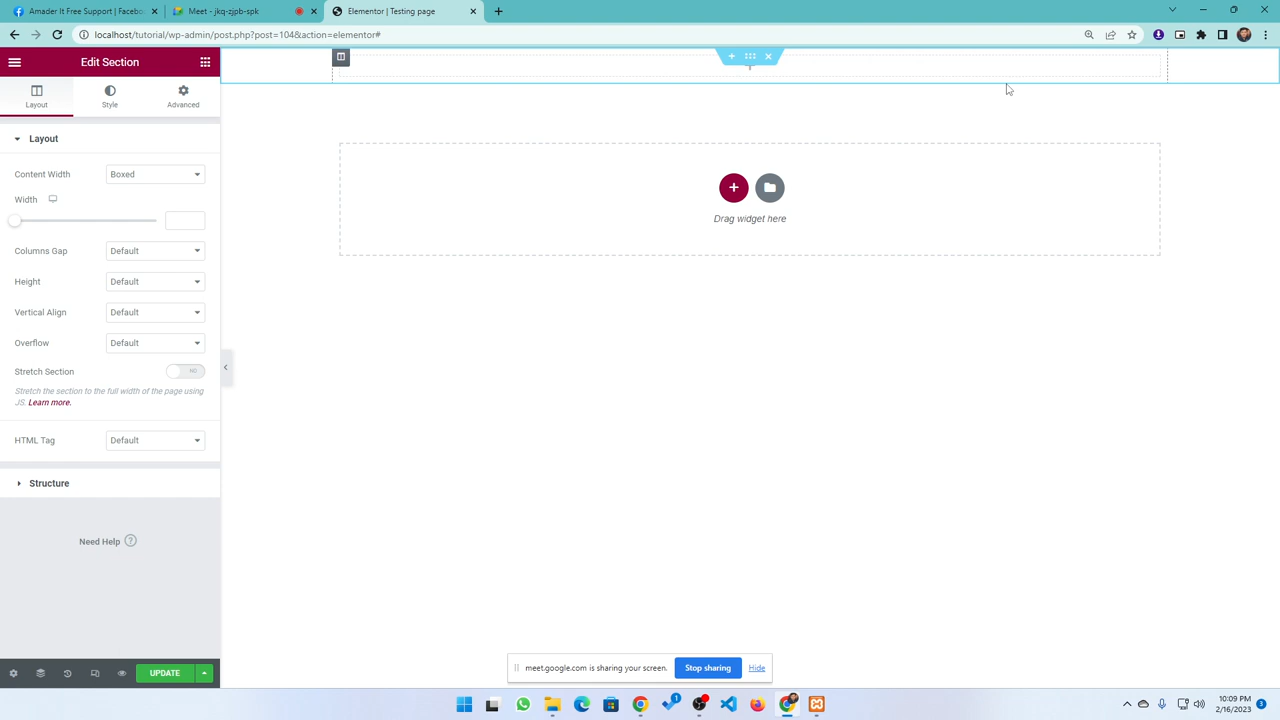 Amader It Free Support | Facebo
Meet - jkq-jpjb-spk
Elementor | Testing page
localhost/tutorial/wp-admin/post.php?post=104&action=elementor#
Edit Section
Layout
Style
Advanced
Layout
Content Width
Boxed
Width
Columns Gap
Default
Height
Default
Vertical Align
Default
Overflow
Default
Stretch Section
NO
Stretch the section to the full width of the page using
JS. Learn more.
HTML Tag
Default
Structure
Need Help
UPDATE
Drag widget here
meet.google.com is sharing your screen.
Stop sharing
Hide
1
10:09 PM
2/16/2023
3